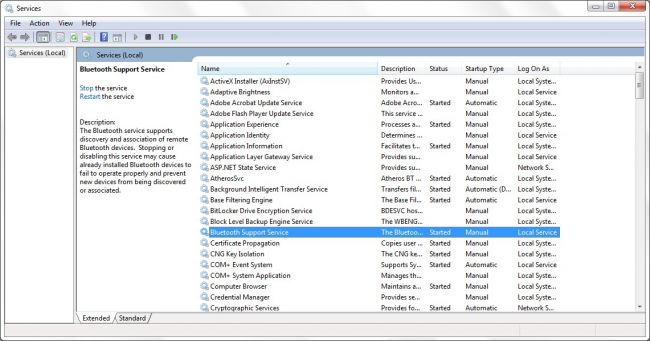 Services
File Action View Help
Services (Local)
Services (Local)
Bluetooth Support Service
Stop the service
Restart the service
Description:
The Bluetooth service supports
discovery and association of remote
Bluetooth devices. Stopping or
disabling this service may cause
already installed Bluetooth devices to
fail to operate properly and prevent
new devices from being discovered
or associated.
Name Description Status Startup Type Log On As
ActiveX Installer (AxInstSV) Provides Us... Manual Local Syste...
Adaptive Brightness Monitors a... Manual Local Service
Adobe Acrobat Update Service Adobe Acro... Started Automatic Local Syste...
Adobe Flash Player Update Service This service ... Manual Local Syste...
Application Experience Processes a... Started Manual Local Syste...
Application Identity Determines ... Manual Local Service
Application Information Facilitates t... Started Manual Local Syste...
Application Layer Gateway Service Provides su... Manual Local Service
ASP.NET State Service Provides su... Manual Network S...
AtherosSvc Atheros BT ... Started Automatic Local Syste...
Background Intelligent Transfer Service Transfers fil... Started Automatic (D... Local Syste...
Base Filtering Engine The Base Fil... Started Automatic Local Service
BitLocker Drive Encryption Service BDESVC hos... Manual Local Syste...
Block Level Backup Engine Service The WBENG... Manual Local Syste...
Bluetooth Support Service The Bluetoo... Started Manual Local Service
Certificate Propagation Copies user ... Started Manual Local Syste...
CNG Key Isolation The CNG ke... Started Manual Local Syste...
COM+ Event System Supports Sy... Started Automatic Local Service
COM+ System Application Manages th... Manual Local Syste...
Computer Browser Maintains a... Started Manual Local Syste...
Credential Manager Provides se... Manual Local Syste...
Cryptographic Services Provides fo... Started Automatic Network S...
Extended Standard